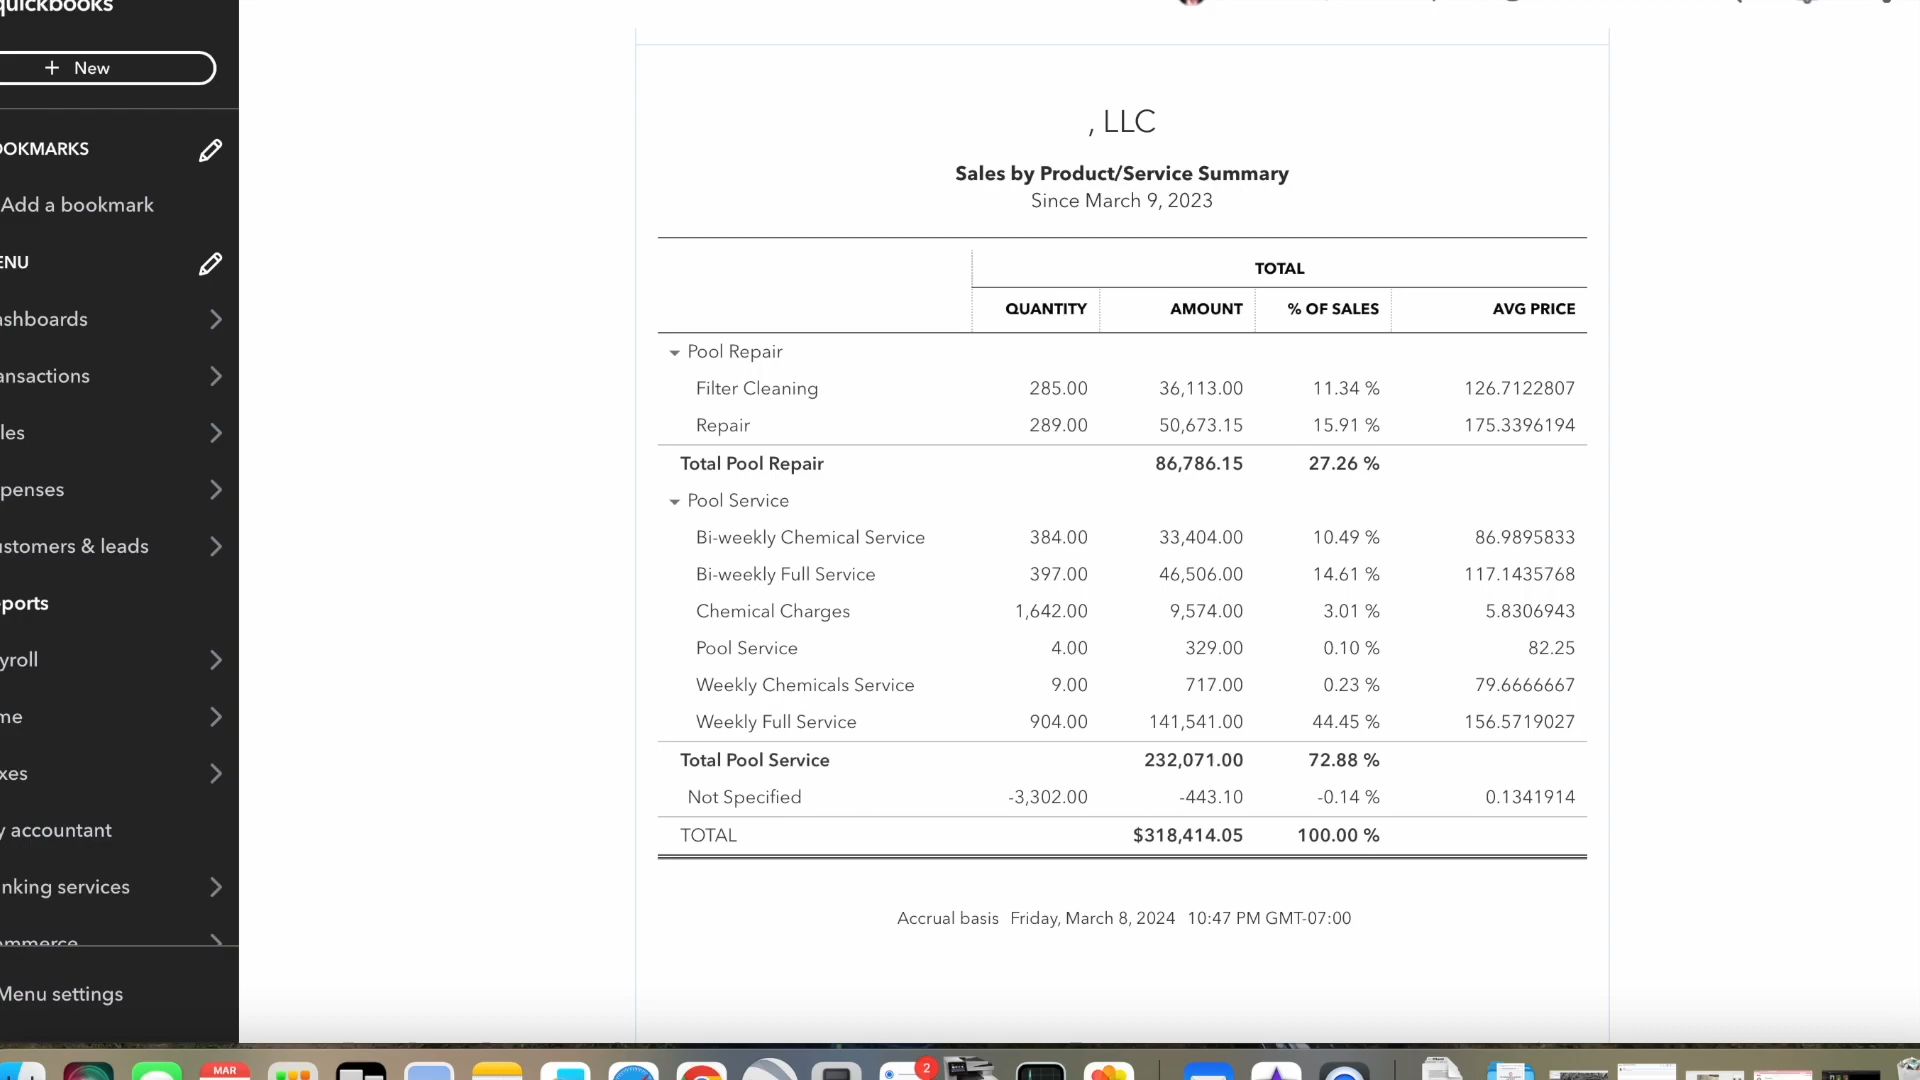 quickbooks
+ New
OOKMARKS
Add a bookmark
ENU
ashboards
ansactions
les
penses
ustomers & leads
ports
yroll
me
xes
y accountant
nking services
ommerce
Menu settings
, LLC
Sales by Product/Service Summary
Since March 9, 2023
TOTAL
QUANTITY AMOUNT % OF SALES AVG PRICE
Pool Repair
Filter Cleaning 285.00 36,113.00 11.34 % 126.7122807
Repair 289.00 50,673.15 15.91 % 175.3396194
Total Pool Repair 86,786.15 27.26 %
Pool Service
Bi-weekly Chemical Service 384.00 33,404.00 10.49 % 86.9895833
Bi-weekly Full Service 397.00 46,506.00 14.61 % 117.1435768
Chemical Charges 1,642.00 9,574.00 3.01 % 5.8306943
Pool Service 4.00 329.00 0.10 % 82.25
Weekly Chemicals Service 9.00 717.00 0.23 % 79.6666667
Weekly Full Service 904.00 141,541.00 44.45 % 156.5719027
Total Pool Service 232,071.00 72.88 %
Not Specified -3,302.00 -443.10 -0.14 % 0.1341914
TOTAL $318,414.05 100.00 %
Accrual basis Friday, March 8, 2024 10:47 PM GMT-07:00
MAR
2